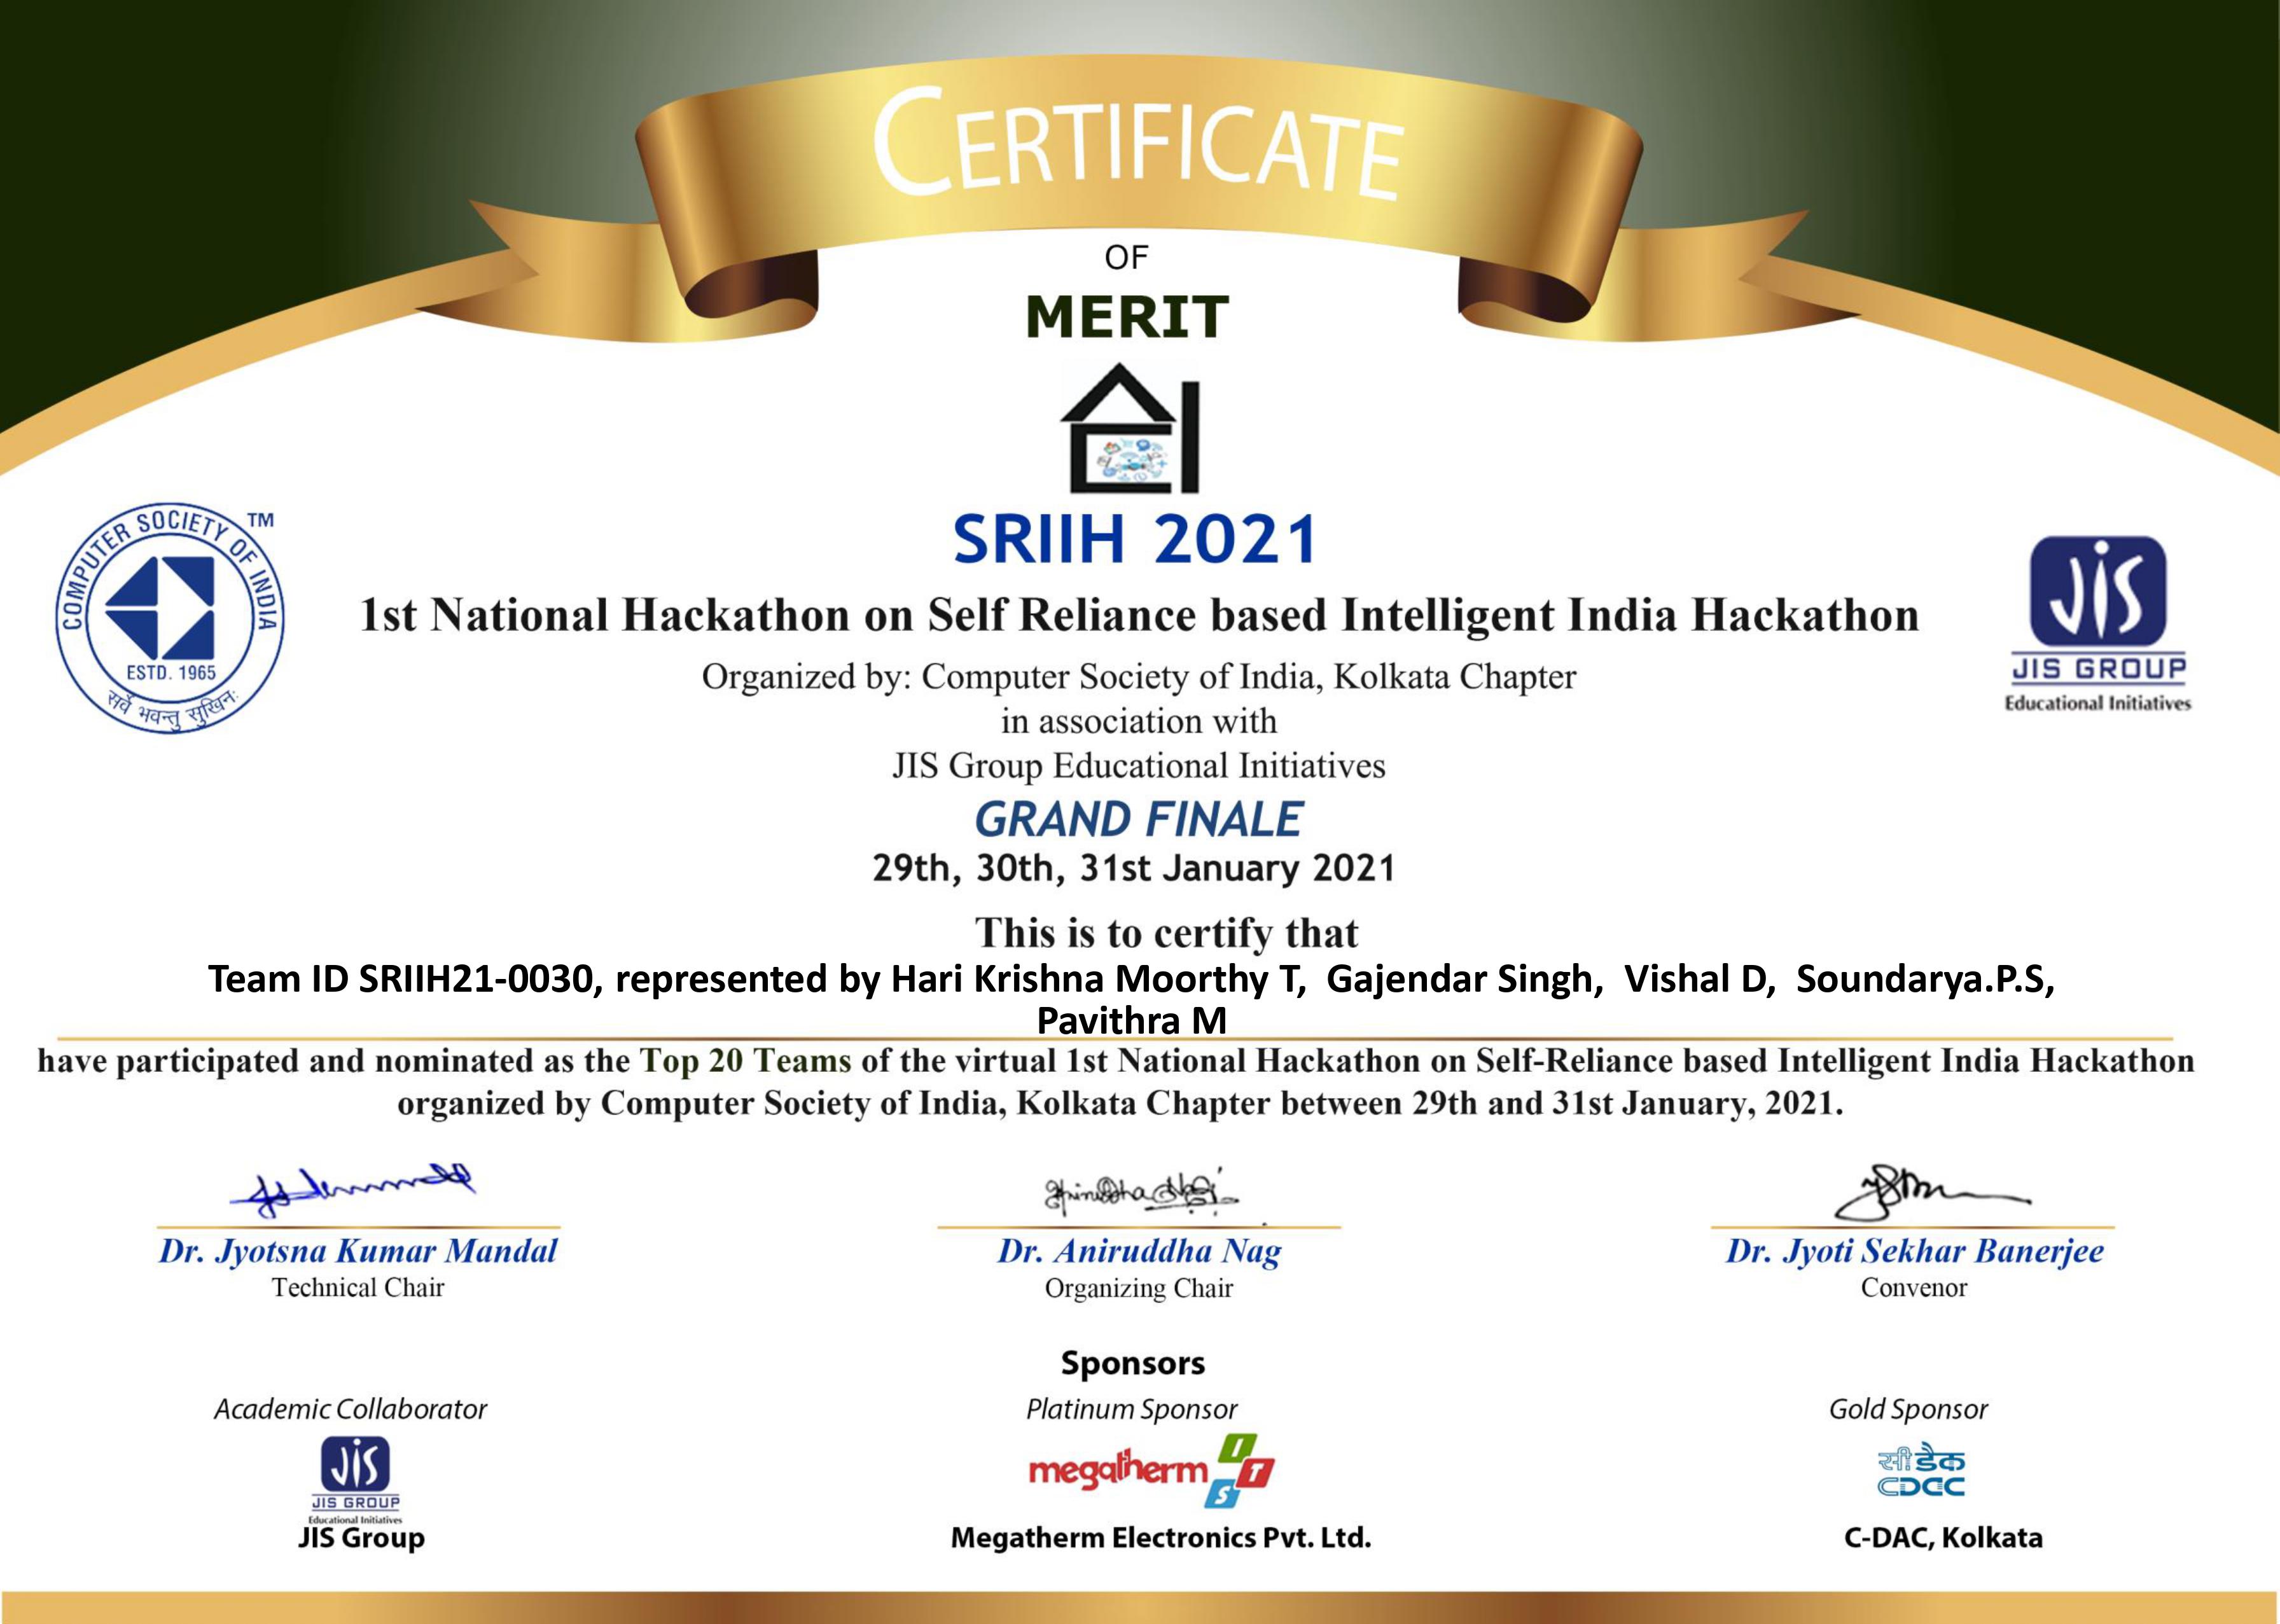 CERTIFICATE
OF
MERIT
SRIIH 2021
COMPUTER SOCIETY OF INDIA
TM
ESTD. 1965
सर्वे भवन्तु सुखिनः
JIS
JIS GROUP
Educational Initiatives
1st National Hackathon on Self Reliance based Intelligent India Hackathon
Organized by: Computer Society of India, Kolkata Chapter
in association with
JIS Group Educational Initiatives
GRAND FINALE
29th, 30th, 31st January 2021
This is to certify that
Team ID SRIIH21-0030, represented by Hari Krishna Moorthy T, Gajendar Singh, Vishal D, Soundarya.P.S,
Pavithra M
have participated and nominated as the Top 20 Teams of the virtual 1st National Hackathon on Self-Reliance based Intelligent India Hackathon
organized by Computer Society of India, Kolkata Chapter between 29th and 31st January, 2021.
Dr. Jyotsna Kumar Mandal
Technical Chair
Dr. Aniruddha Nag
Organizing Chair
Dr. Jyoti Sekhar Banerjee
Convenor
Sponsors
Academic Collaborator
JIS
JIS GROUP
Educational Initiatives
JIS Group
Platinum Sponsor
megatherm ITS
Megatherm Electronics Pvt. Ltd.
Gold Sponsor
सी डैक
CDAC
C-DAC, Kolkata